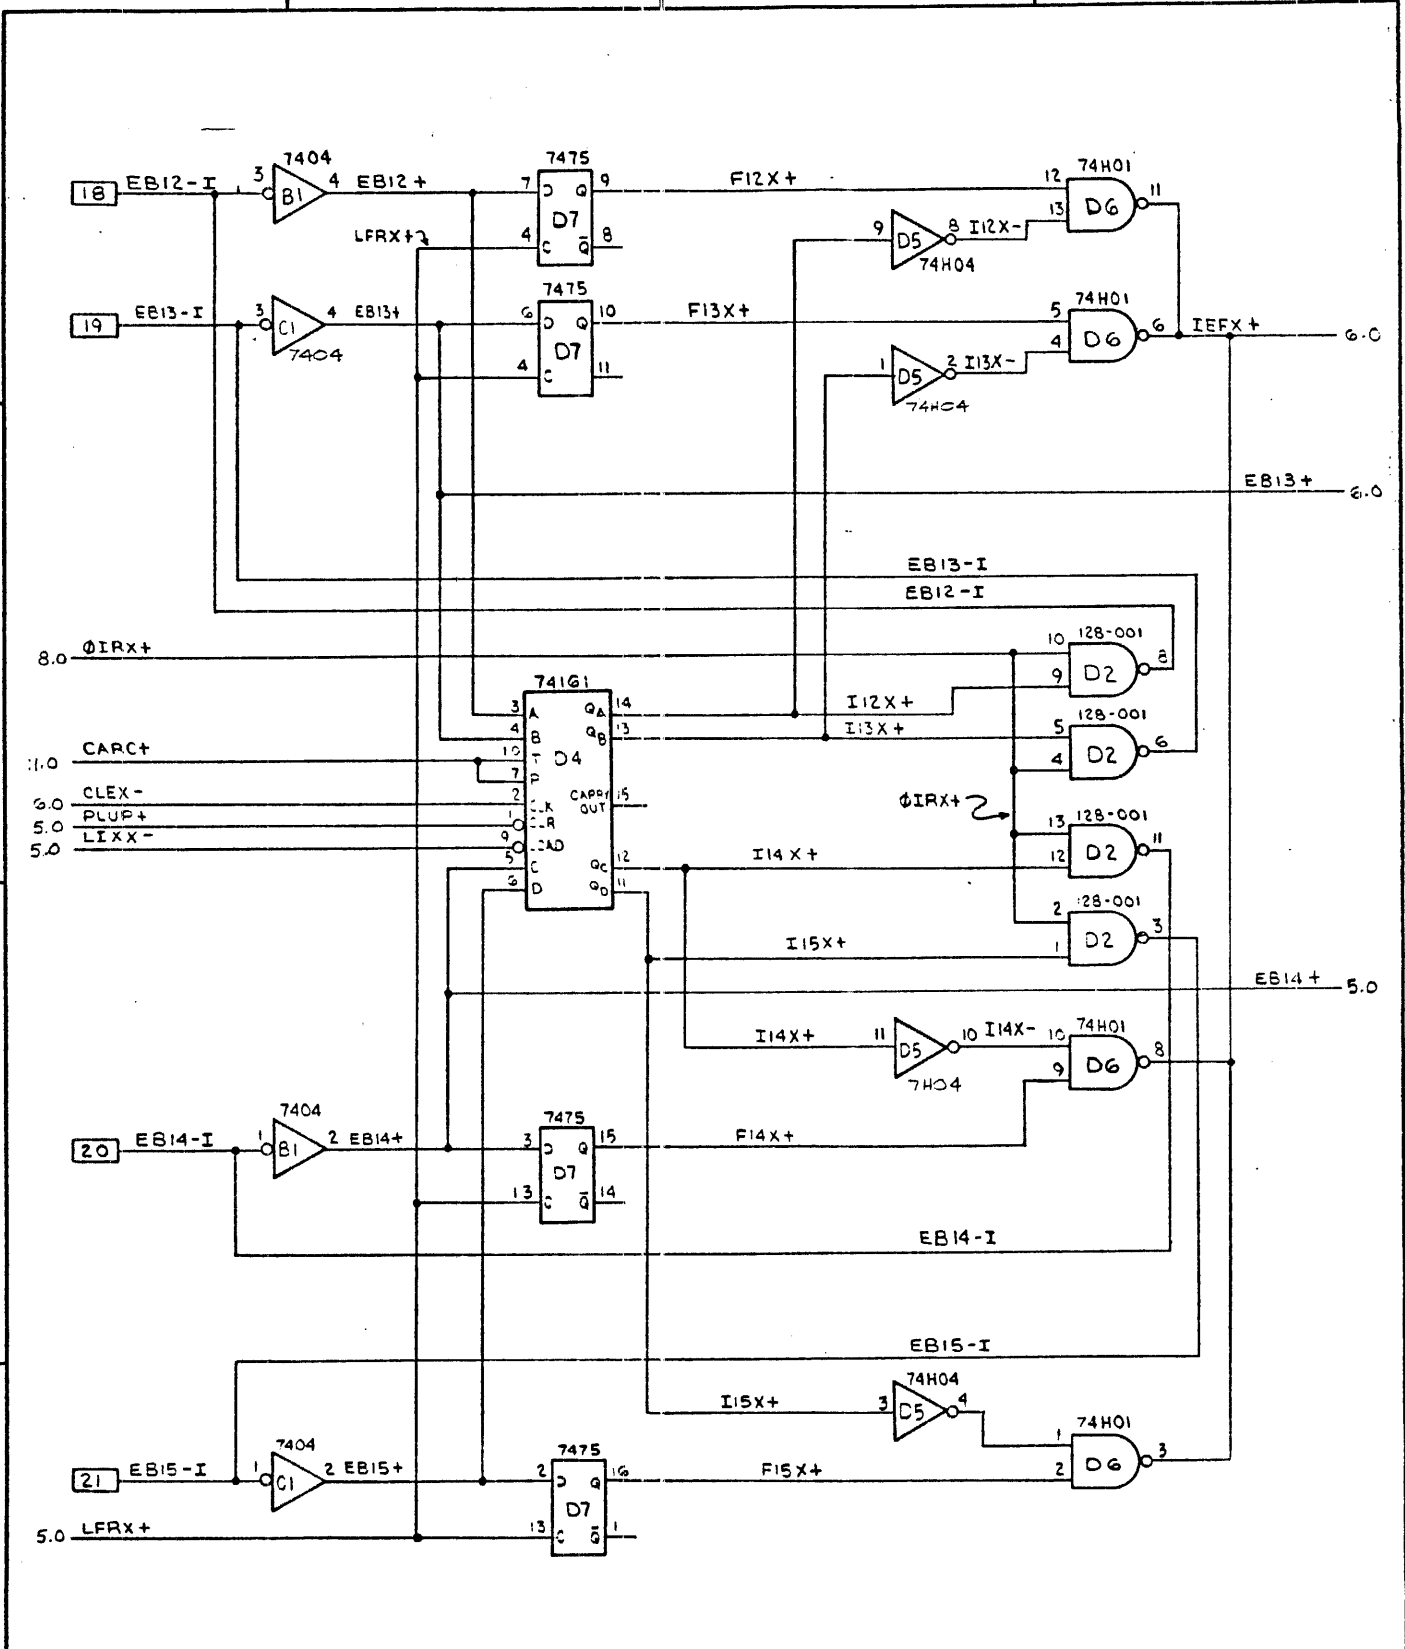 7404
7475
74H01
18
EB12-I
3
B1
4
EB12+
7
D
Q
9
F12X+
12
11
D7
D6
13
LFRX+
4
C
Q̅
8
9
D5
8
I12X-
74H04
7475
74H01
19
EB13-I
3
C1
4
EB13+
6
D
Q
10
F13X+
5
D6
6
IEFX+
6.0
7404
D7
4
4
C
11
1
D5
2
I13X-
74H04
EB13+
6.0
EB13-I
EB12-I
8.0
ØIRX+
10
128-001
D2
8
9
74161
3
A
QA
14
I12X+
128-001
4
B
QB
13
I13X+
5
D2
6
CARC+
10
T
D4
4
7
P
6.0
CLEX-
2
CLK
CARRY OUT
15
ØIRX+
5.0
PLUP+
1
CLR
13
128-001
5.0
LIXX-
9
LOAD
D2
11
5
C
QC
12
I14X+
12
6
D
QD
11
128-001
2
D2
3
I15X+
1
EB14+
5.0
I14X+
11
D5
10
I14X-
10
74H01
D6
8
9
7H04
7404
7475
20
EB14-I
1
B1
2
EB14+
3
D
Q
15
F14X+
D7
13
C
Q̅
14
EB14-I
EB15-I
74H04
I15X+
3
D5
4
74H01
1
D6
3
7404
7475
21
EB15-I
1
C1
2
EB15+
2
D
Q
16
F15X+
2
D7
5.0
LFRX+
13
C
Q̅
1